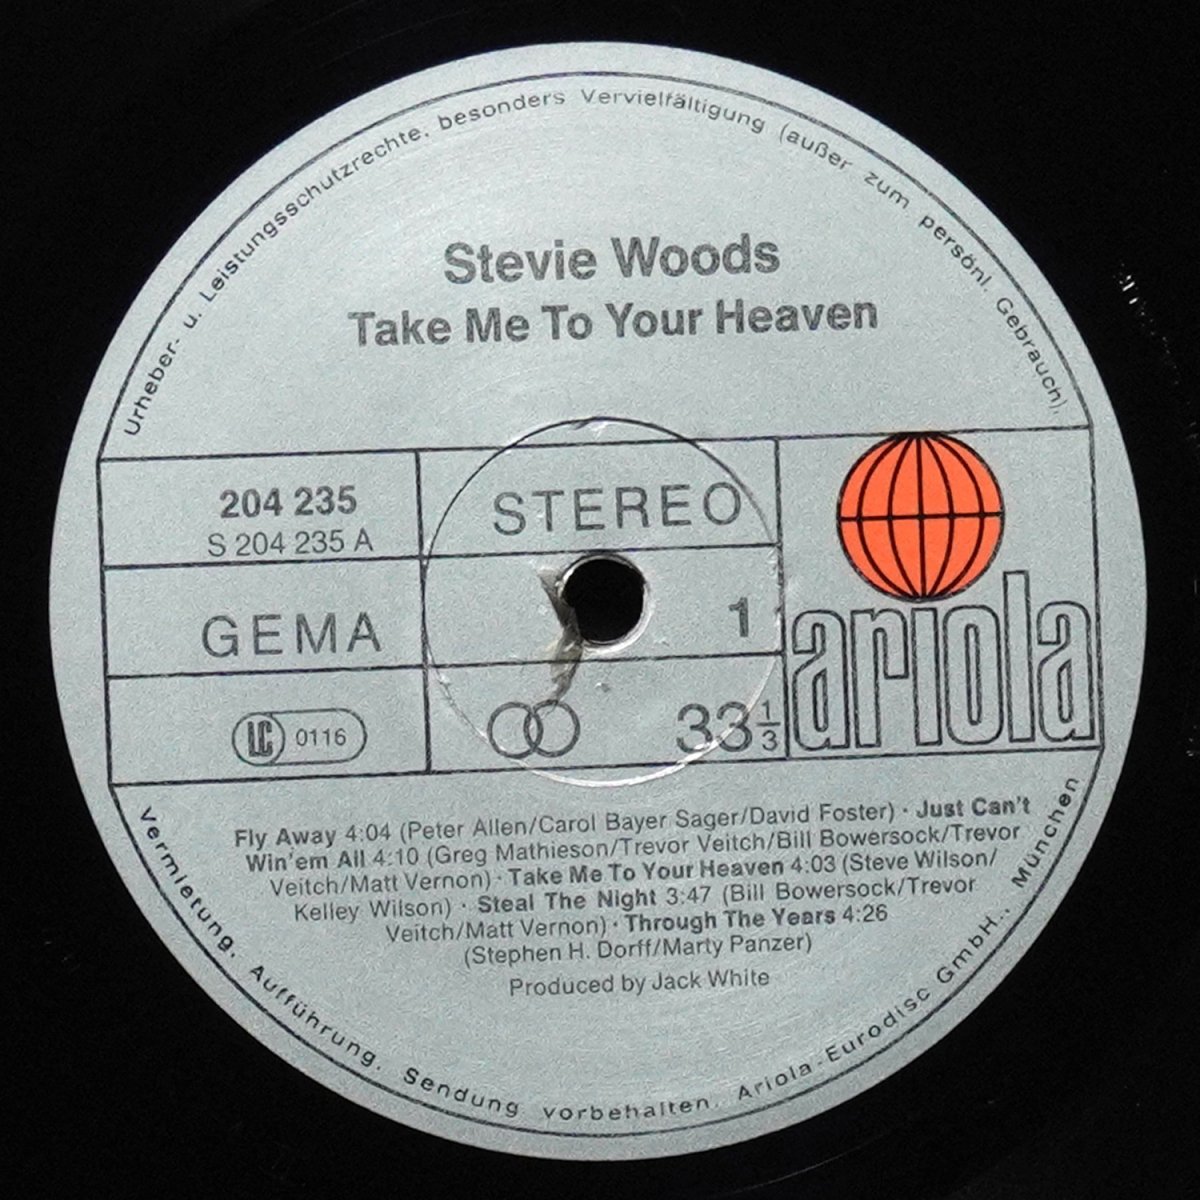 Urheber- u. Leistungsschutzrechte, besonders Vervielfältigung (außer zum persönl. Gebrauch),
Stevie Woods
Take Me To Your Heaven
204 235
S 204 235 A
STEREO
GEMA
1
LC 0116
33 1/3
ariola
Fly Away 4:04 (Peter Allen/Carol Bayer Sager/David Foster) · Just Can't
Win'em All 4:10 (Greg Mathieson/Trevor Veitch/Bill Bowersock/Trevor
Veitch/Matt Vernon) · Take Me To Your Heaven 4:03 (Steve Wilson/
Kelley Wilson) · Steal The Night 3:47 (Bill Bowersock/Trevor
Veitch/Matt Vernon) · Through The Years 4:26
(Stephen H. Dorff/Marty Panzer)
Produced by Jack White
Vermietung, Aufführung, Sendung vorbehalten. Ariola-Eurodisc GmbH., München